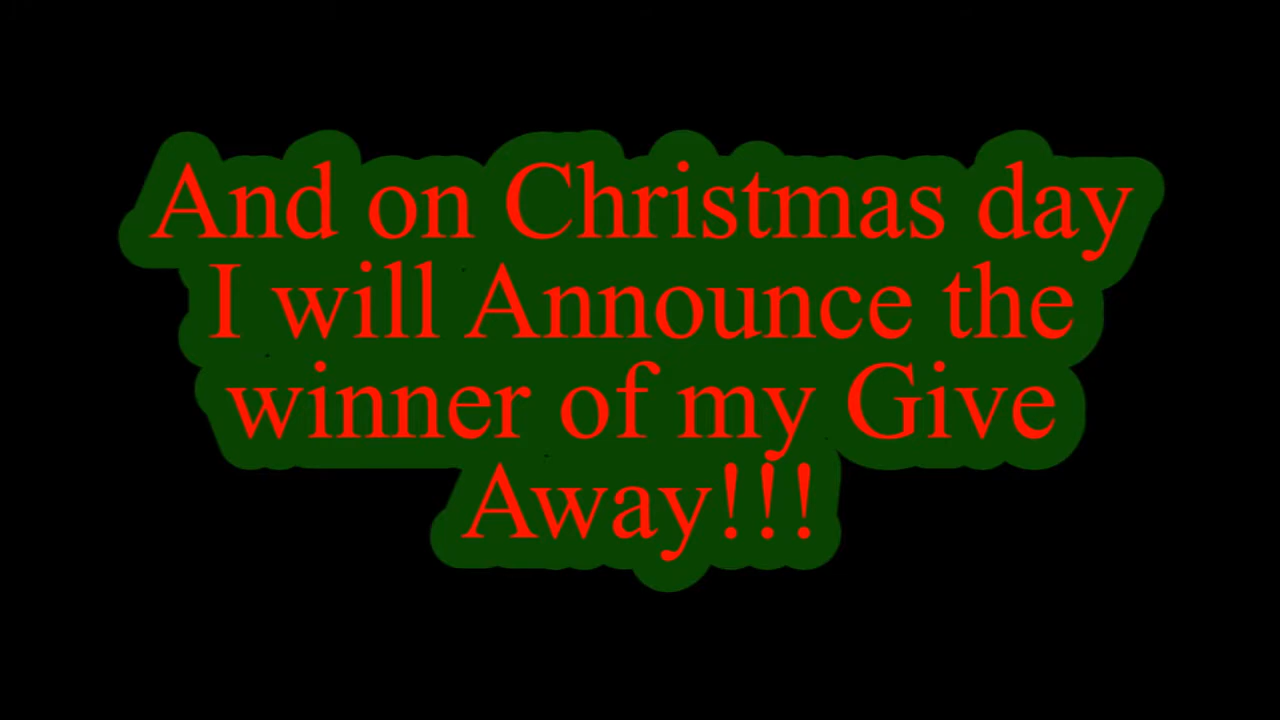 And on Christmas day
I will Announce the
winner of my Give
Away!!!